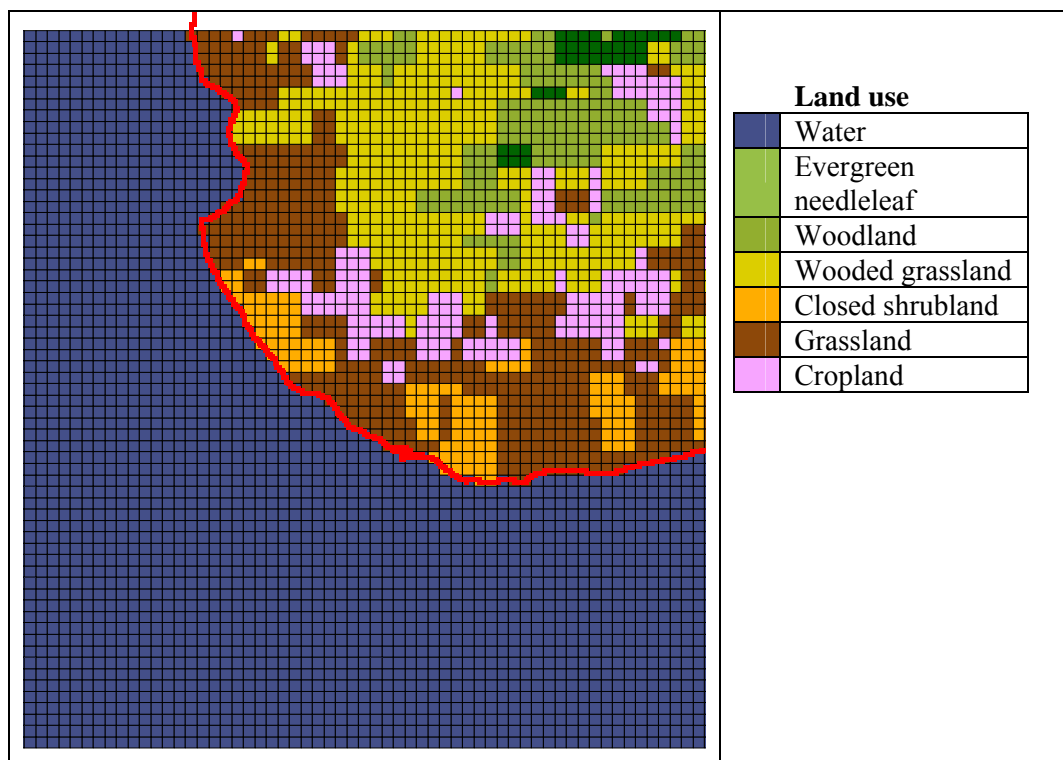 Land use
Water
Evergreen
needleleaf
Woodland
Wooded grassland
Closed shrubland
Grassland
Cropland